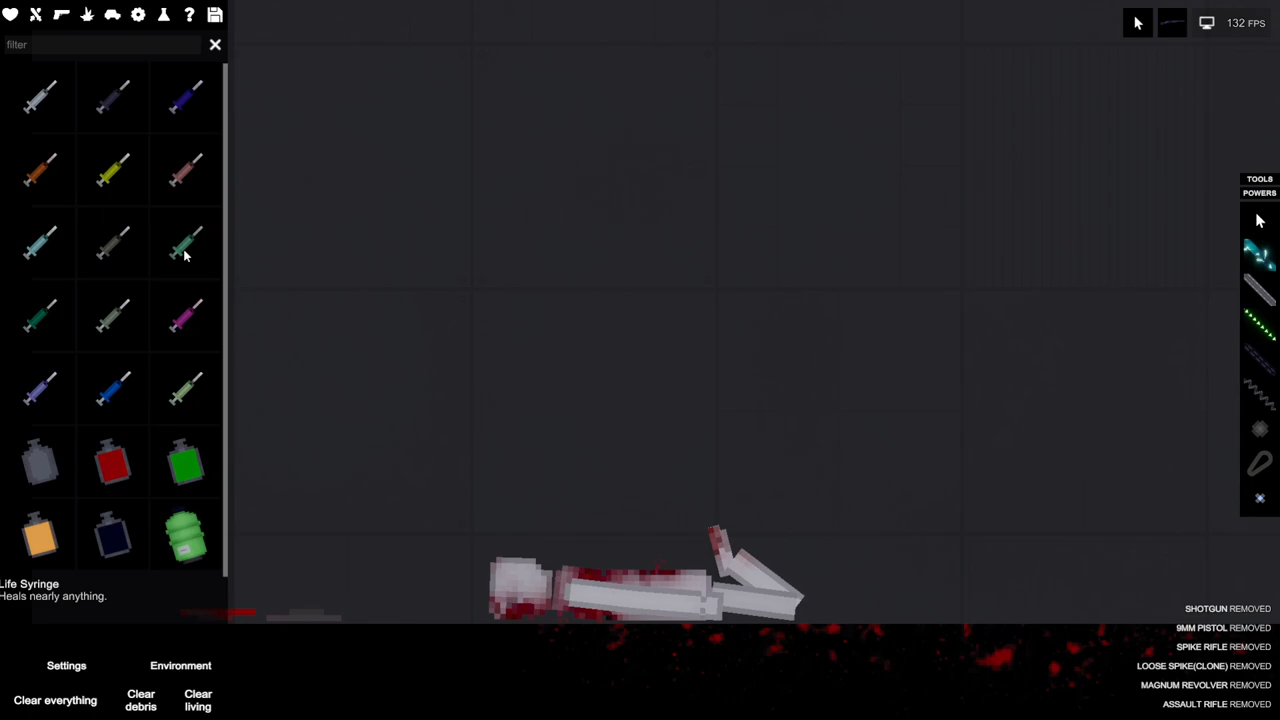 ? 132 FPS
filter
TOOLS
POWERS
Life Syringe
Heals nearly anything.
SHOTGUN REMOVED
9MM PISTOL REMOVED
SPIKE RIFLE REMOVED
LOOSE SPIKE(CLONE) REMOVED
MAGNUM REVOLVER REMOVED
ASSAULT RIFLE REMOVED
Settings
Environment
Clear everything
Clear
debris
Clear
living